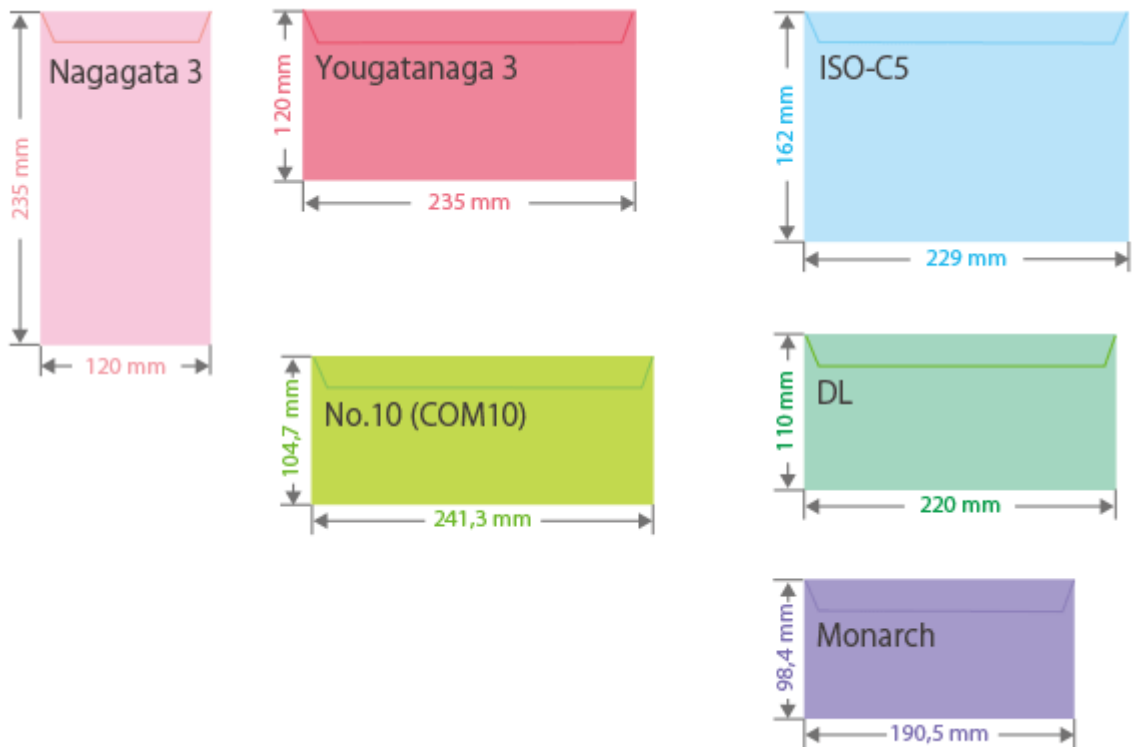 Nagagata 3
235 mm
120 mm
Yougatanaga 3
120 mm
235 mm
ISO-C5
162 mm
229 mm
No.10 (COM10)
104,7 mm
241,3 mm
DL
110 mm
220 mm
Monarch
98,4 mm
190,5 mm